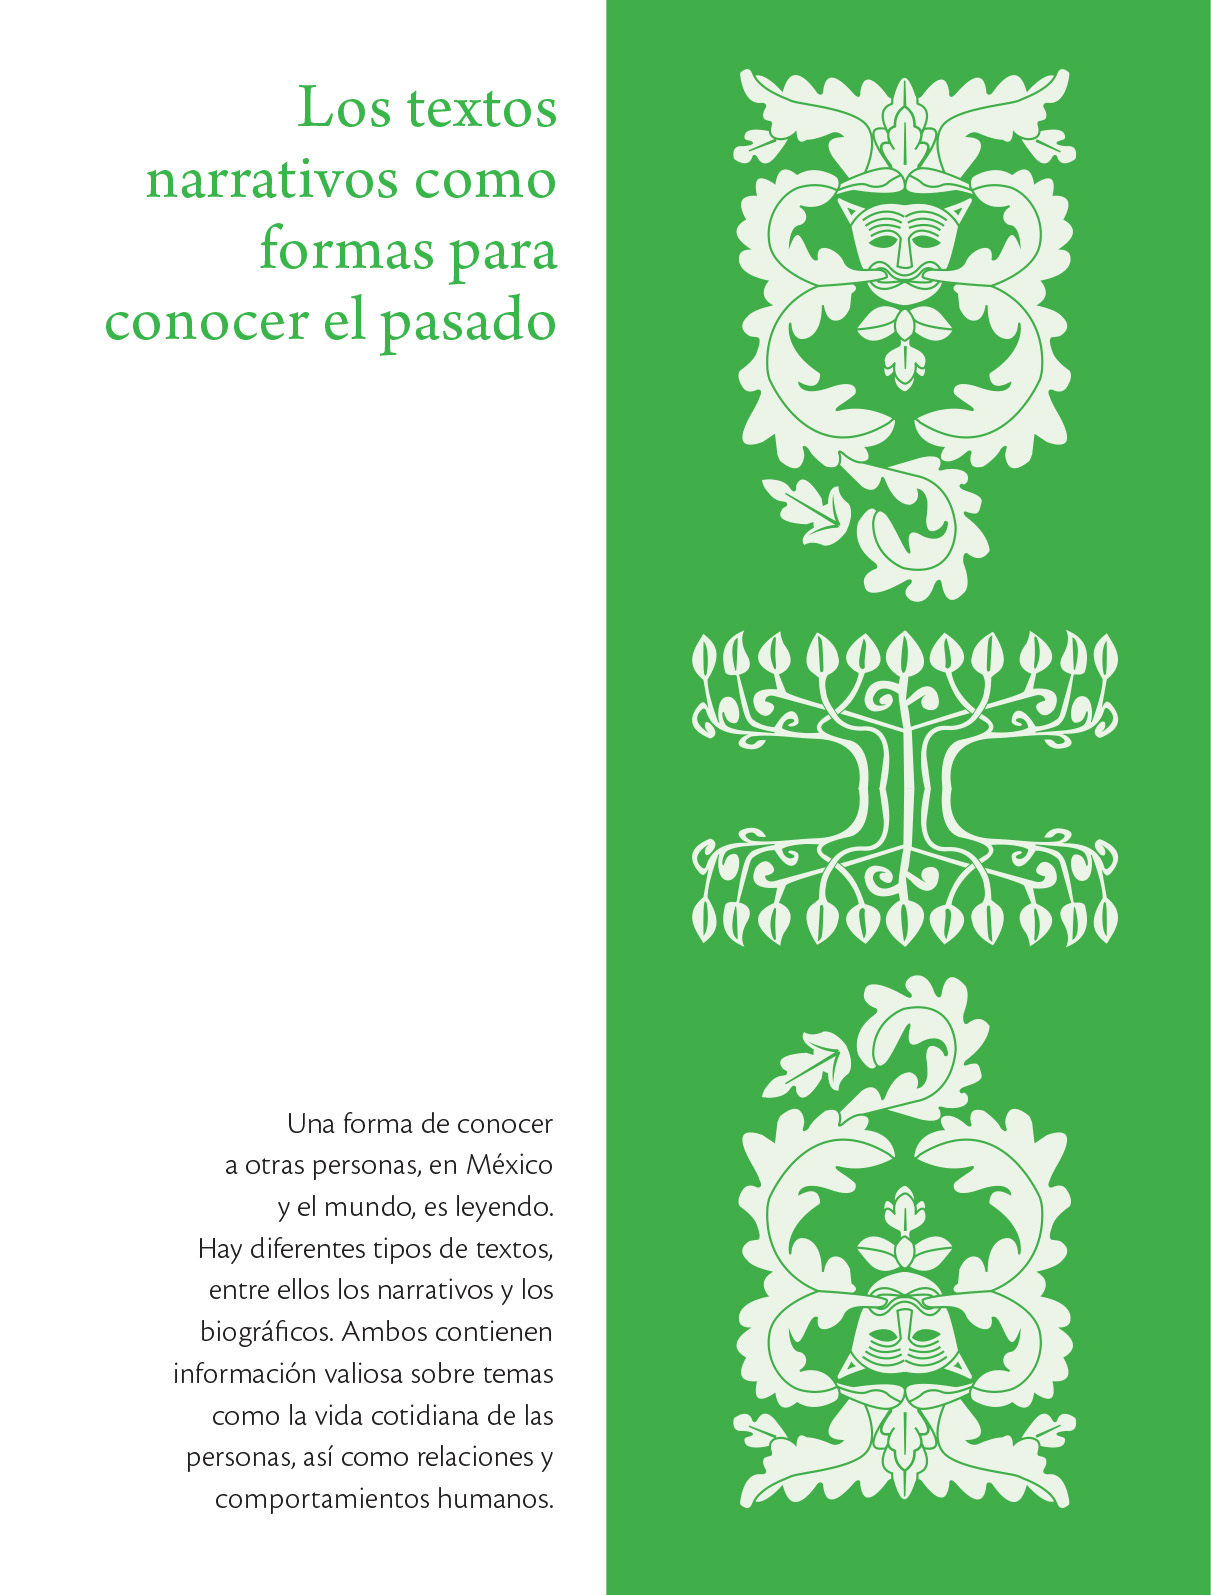 Los textos
narrativos como
formas para
conocer el pasado
Una forma de conocer
a otras personas, en México
y el mundo, es leyendo.
Hay diferentes tipos de textos,
entre ellos los narrativos y los
biográficos. Ambos contienen
información valiosa sobre temas
como la vida cotidiana de las
personas, así como relaciones y
comportamientos humanos.